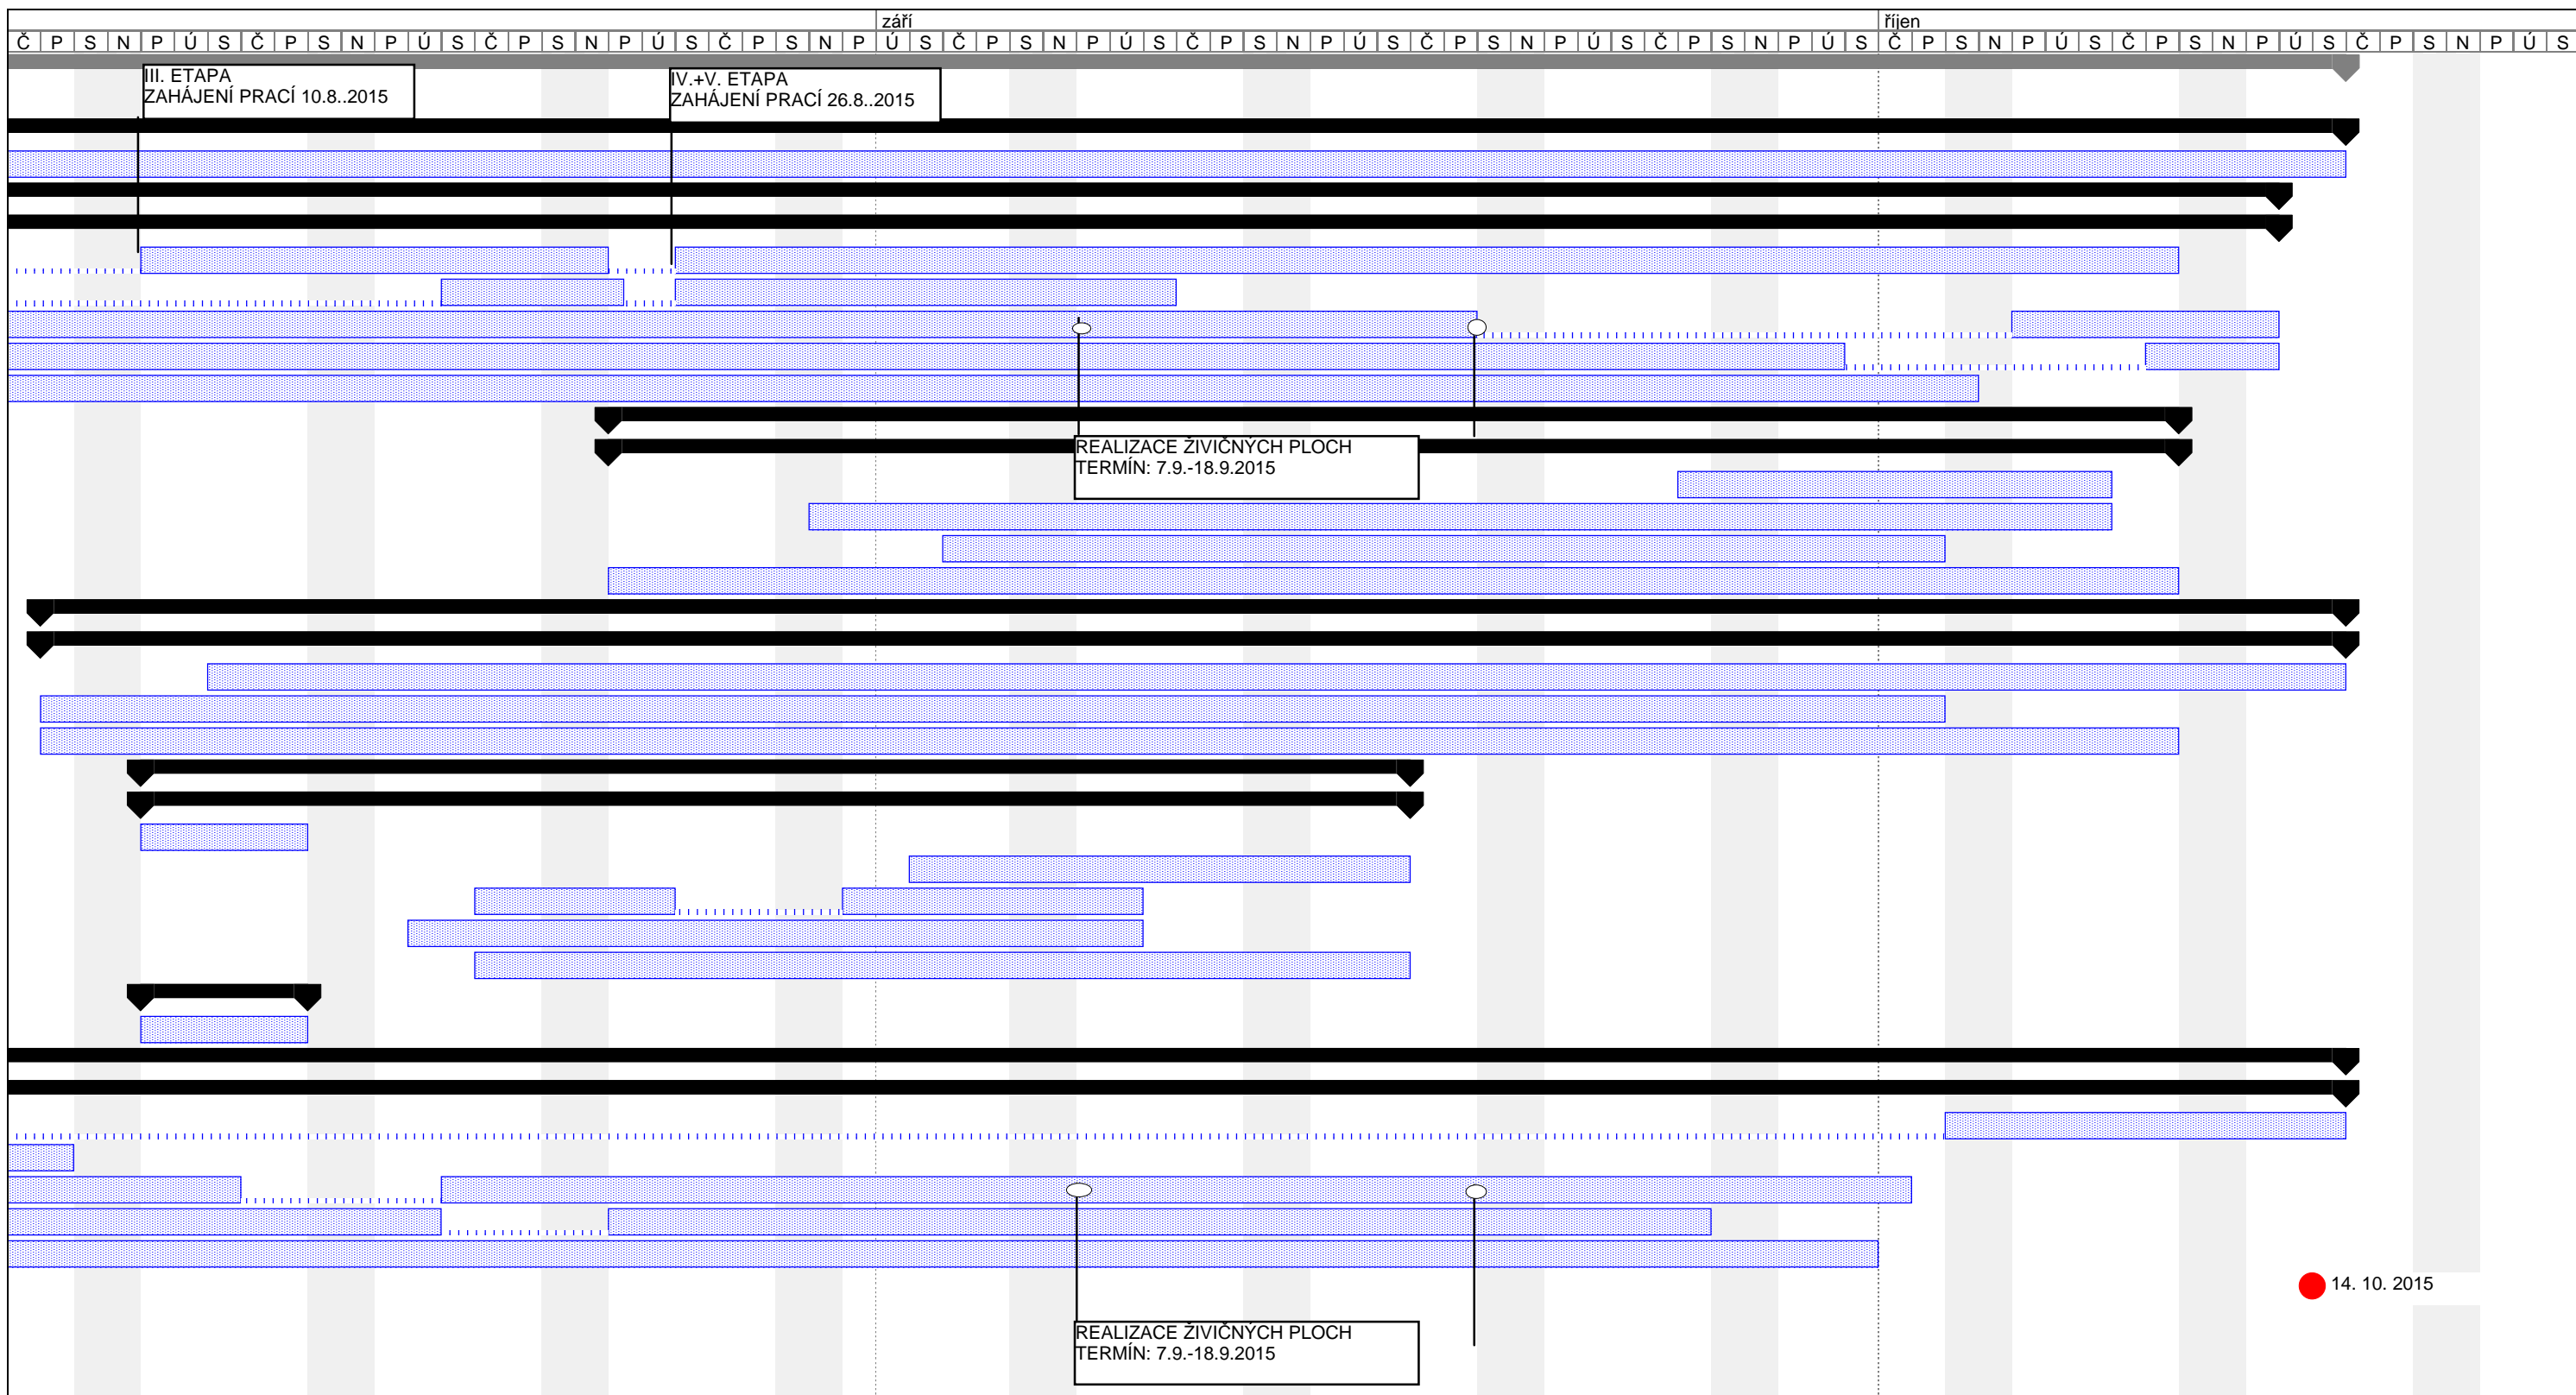 září
říjen
Č P S N P Ú S Č P S N P Ú S Č P S N P Ú S Č P S N P Ú S Č P S N P Ú S Č P S N P Ú S Č P S N P Ú S Č P S N P Ú S Č P S N P Ú S Č P S N P Ú S Č P S N P Ú S
III. ETAPA
ZAHÁJENÍ PRACÍ 10.8..2015
IV.+V. ETAPA
ZAHÁJENÍ PRACÍ 26.8..2015
REALIZACE ŽIVIČNÝCH PLOCH
TERMÍN: 7.9.-18.9.2015
14. 10. 2015
REALIZACE ŽIVIČNÝCH PLOCH
TERMÍN: 7.9.-18.9.2015